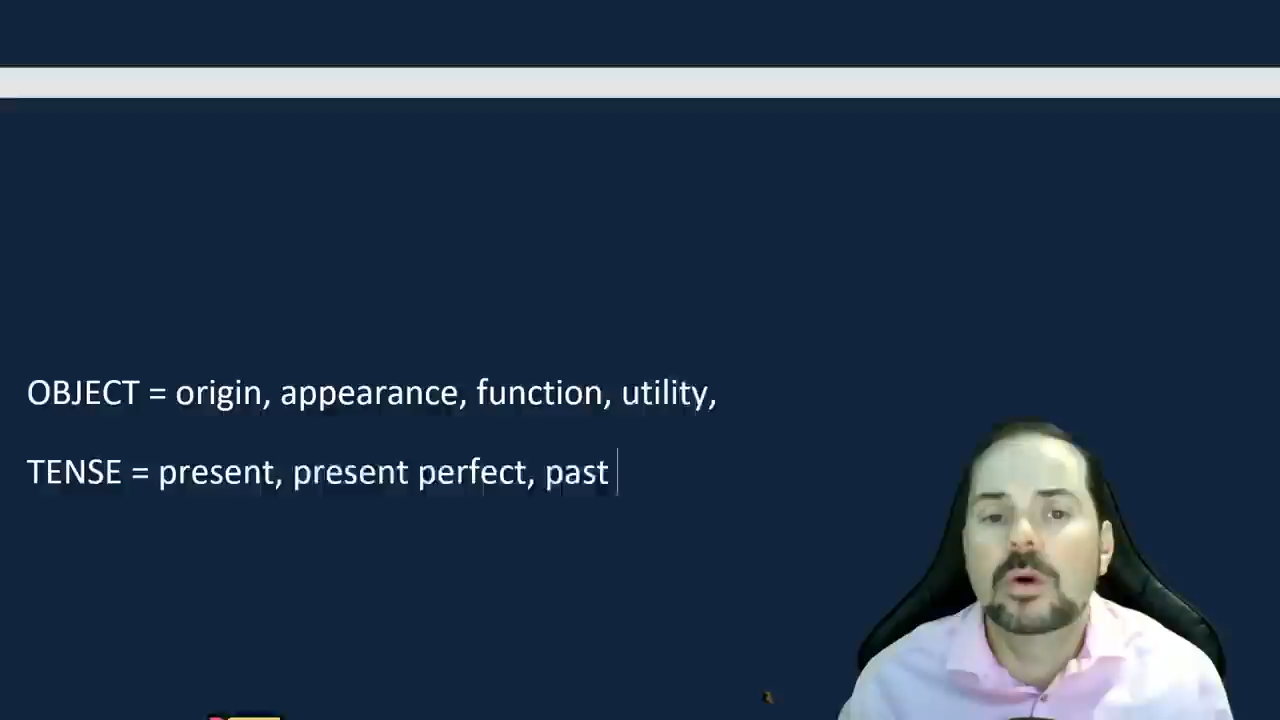 OBJECT = origin, appearance, function, utility,
TENSE = present, present perfect, past